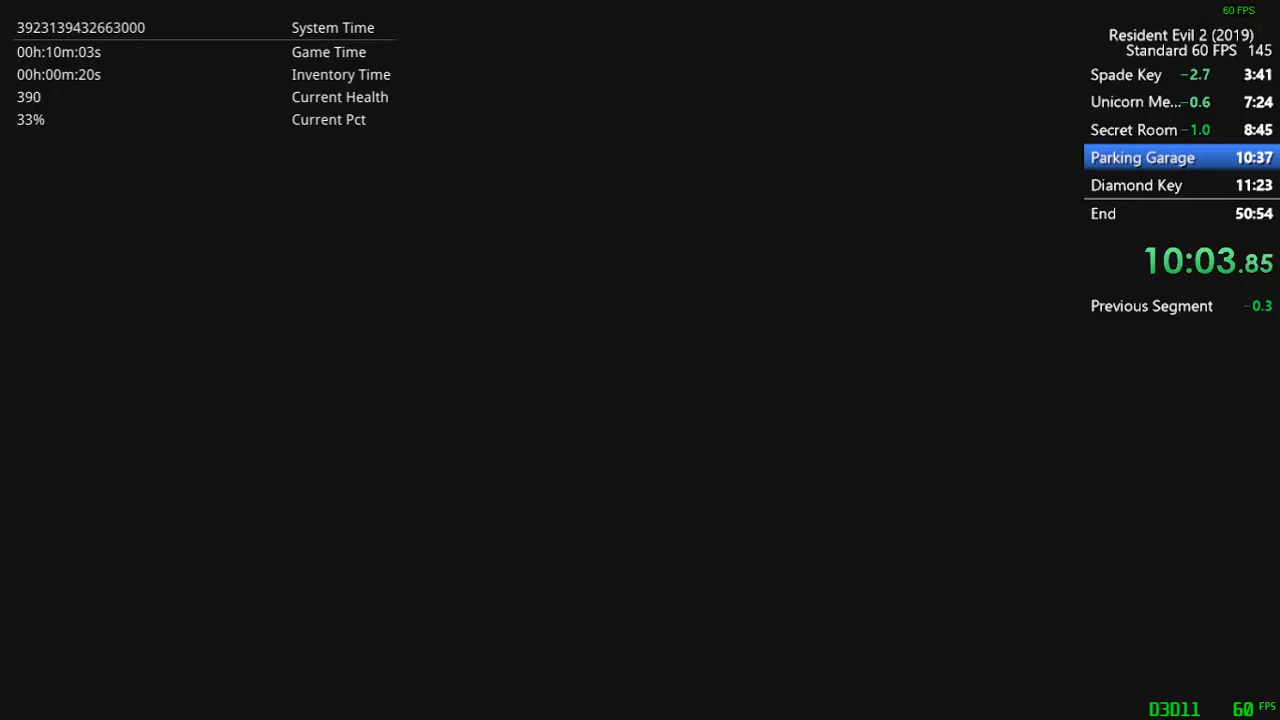 3923139432663000 System Time
00h:10m:03s Game Time
00h:00m:20s Inventory Time
390 Current Health
33% Current Pct
60 FPS
Resident Evil 2 (2019)
Standard 60 FPS 145
Spade Key −2.7 3:41
Unicorn Me... −0.6 7:24
Secret Room −1.0 8:45
Parking Garage 10:37
Diamond Key 11:23
End 50:54
10:03.85
Previous Segment −0.3
D3D11 60 FPS